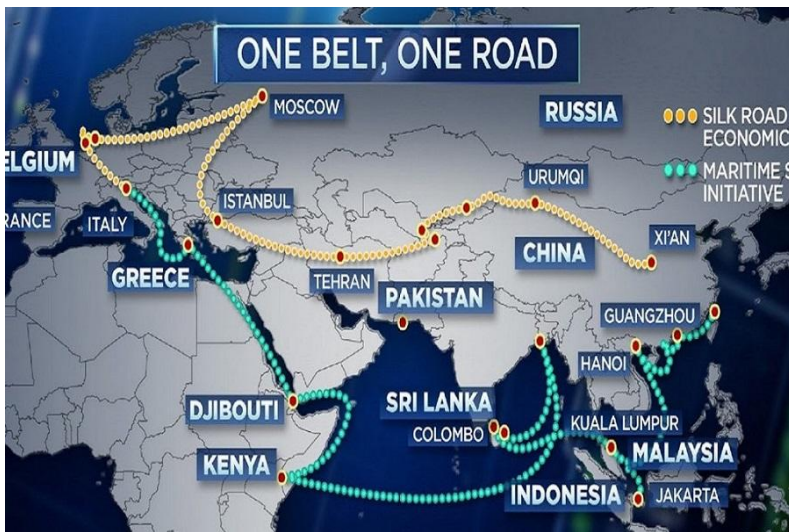 ONE BELT, ONE ROAD
MOSCOW
RUSSIA
SILK ROAD
ECONOMIC
MARITIME S
INITIATIVE
ELGIUM
RANCE
ITALY
ISTANBUL
URUMQI
XI'AN
CHINA
GREECE
TEHRAN
PAKISTAN
GUANGZHOU
HANOI
DJIBOUTI
SRI LANKA
COLOMBO
KUALA LUMPUR
MALAYSIA
KENYA
INDONESIA
JAKARTA